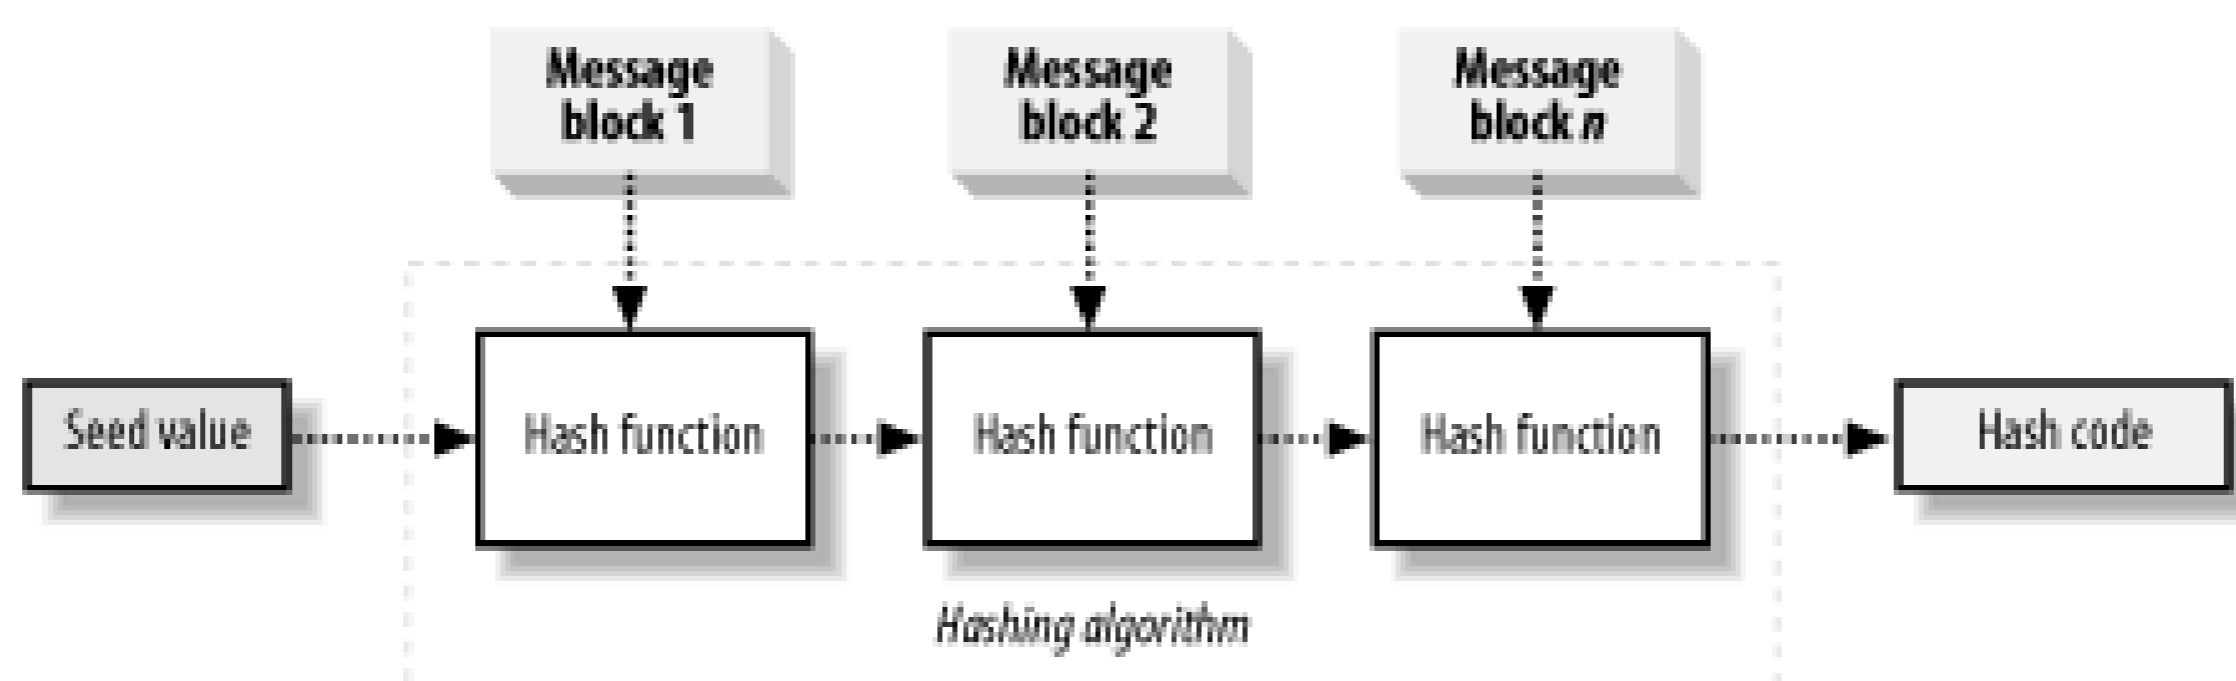 Message
block 1
Message
block 2
Message
block n
Seed value
Hash function
Hash function
Hash function
Hash code
Hashing algorithm